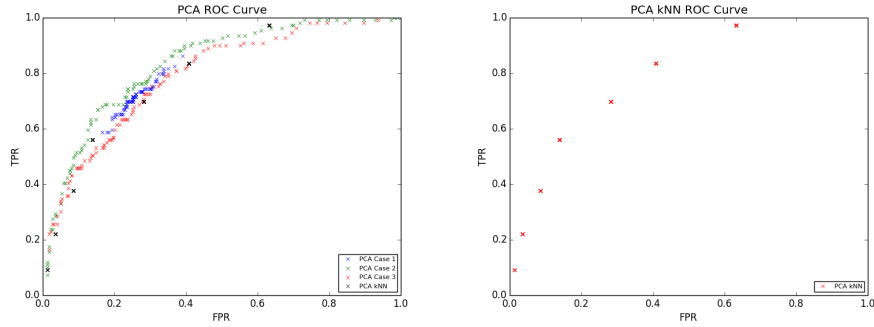 PCA ROC Curve
TPR
1.0
0.8
0.6
0.4
0.2
0.0
0.0 0.2 0.4 0.6 0.8 1.0
FPR
PCA Case 1
PCA Case 2
PCA Case 3
PCA kNN
PCA kNN ROC Curve
TPR
1.0
0.8
0.6
0.4
0.2
0.0
0.0 0.2 0.4 0.6 0.8 1.0
FPR
PCA kNN